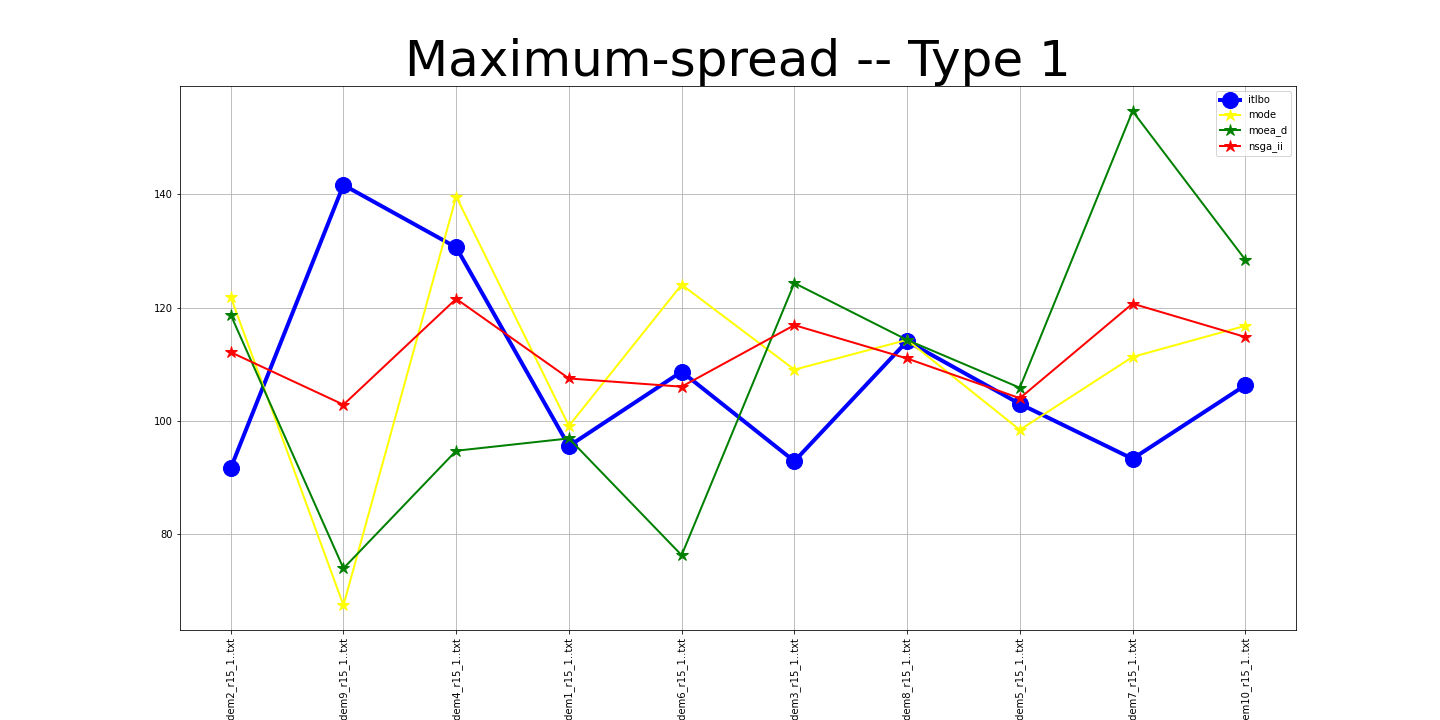 Maximum-spread -- Type 1
itlbo
mode
moea_d
nsga_ii
140
120
100
80
dem2_r15_1..txt
dem9_r15_1..txt
dem4_r15_1..txt
dem1_r15_1..txt
dem6_r15_1..txt
dem3_r15_1..txt
dem8_r15_1..txt
dem5_r15_1..txt
dem7_r15_1..txt
em10_r15_1..txt